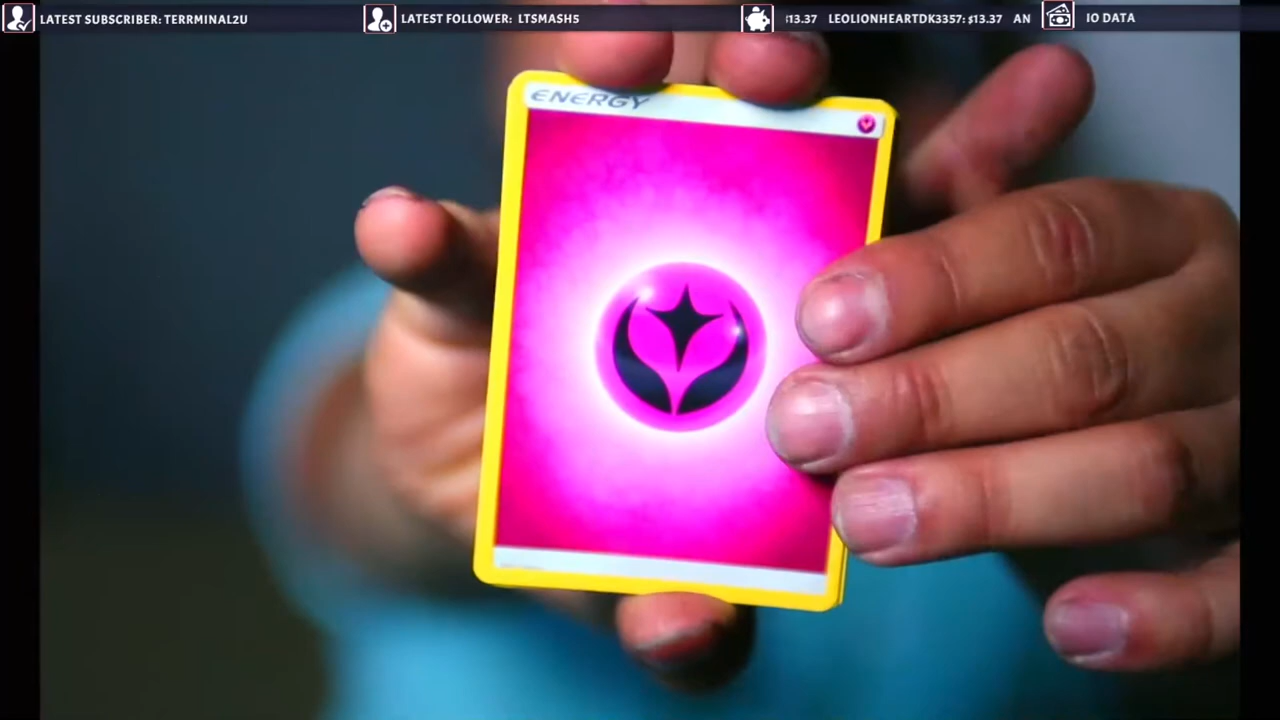 LATEST SUBSCRIBER: TERRMINAL2U
LATEST FOLLOWER: LTSMASH5
$13.37 LEOLIONHEARTDK3357: $13.37 AN
IO DATA
ENERGY